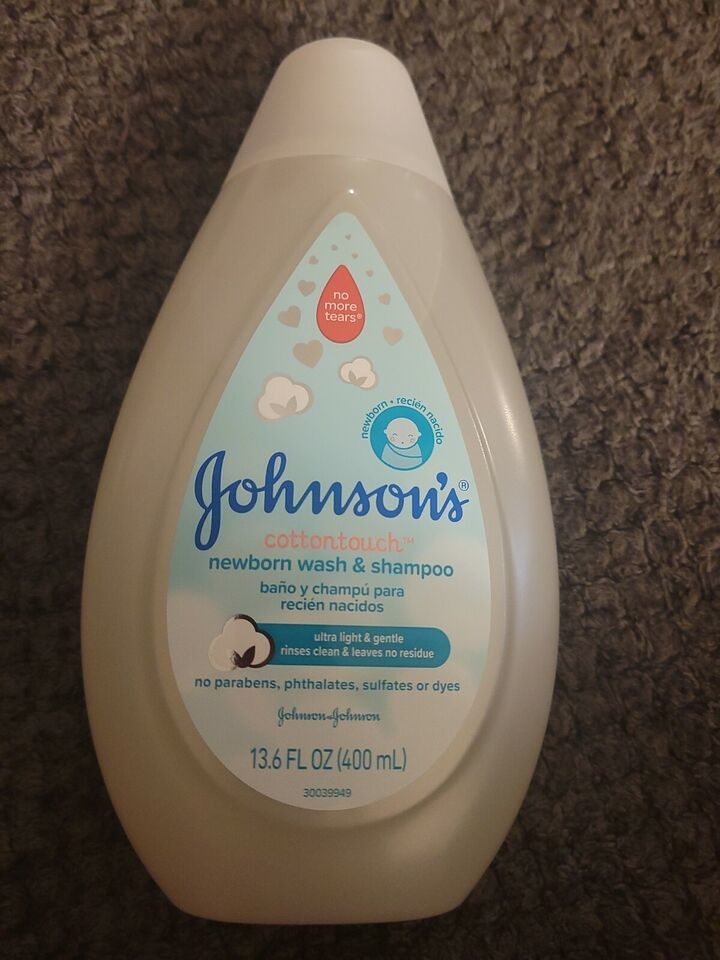 no
more
tears®
newborn • recién nacido
Johnson's®
cottontouch™
newborn wash & shampoo
baño y champú para
recién nacidos
ultra light & gentle
rinses clean & leaves no residue
no parabens, phthalates, sulfates or dyes
Johnson & Johnson
13.6 FL OZ (400 mL)
30039949